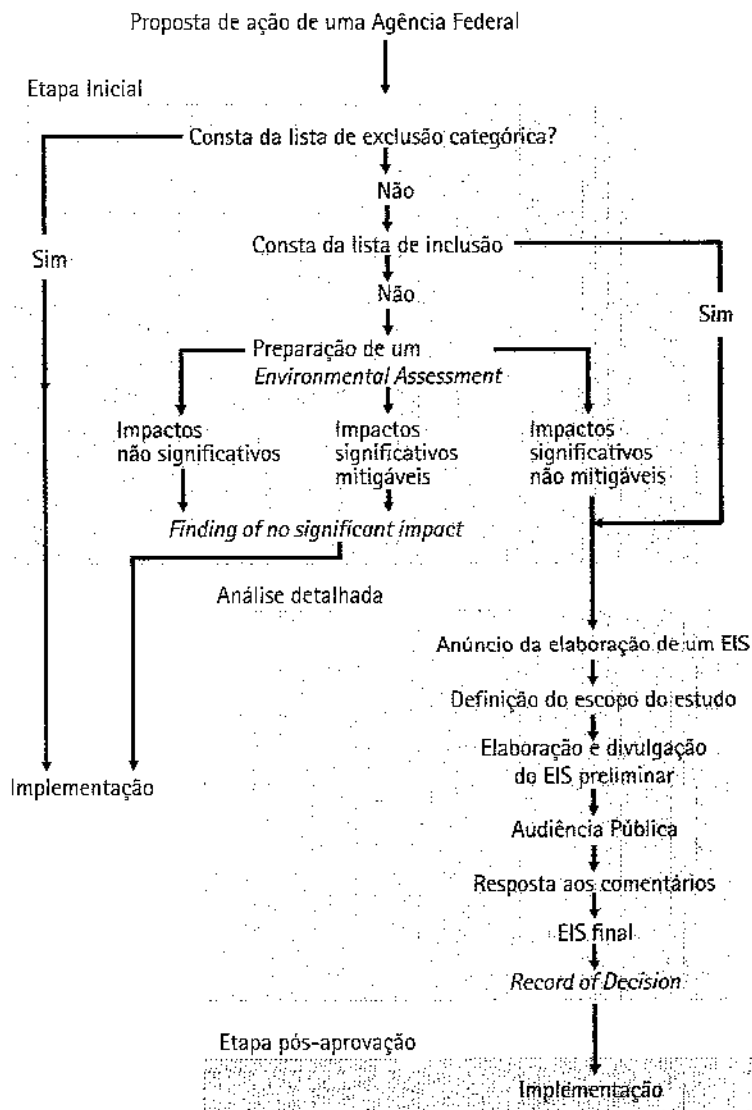 Proposta de ação de uma Agência Federal
Etapa Inicial
Consta da lista de exclusão categórica?
Não
Consta da lista de inclusão
Sim
Não
Sim
Preparação de um
Environmental Assessment
Impactos
não significativos
Impactos
significativos
mitigáveis
Impactos
significativos
não mitigáveis
Finding of no significant impact
Análise detalhada
Anúncio da elaboração de um EIS
Definição do escopo do estudo
Elaboração e divulgação
do EIS preliminar
Implementação
Audiência Pública
Resposta aos comentários
EIS final
Record of Decision
Etapa pós-aprovação
Implementação